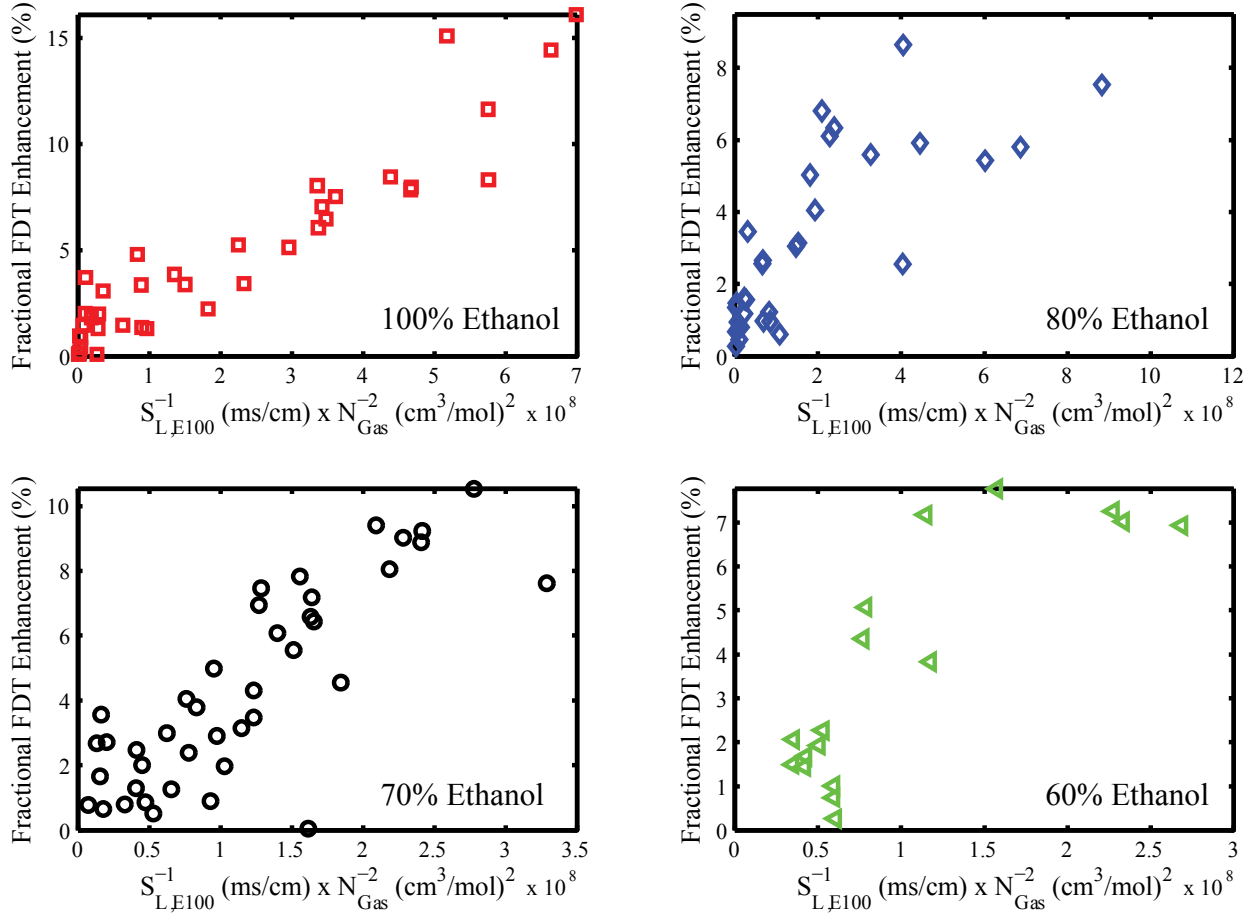 Fractional FDT Enhancement (%)
15
10
5
0
0 1 2 3 4 5 6 7
100% Ethanol
S⁻¹L,E100 (ms/cm) x N⁻²Gas (cm³/mol)² x 10⁸
Fractional FDT Enhancement (%)
8
6
4
2
0
0 2 4 6 8 10 12
80% Ethanol
S⁻¹L,E100 (ms/cm) x N⁻²Gas (cm³/mol)² x 10⁸
Fractional FDT Enhancement (%)
10
8
6
4
2
0
0 0.5 1 1.5 2 2.5 3 3.5
70% Ethanol
S⁻¹L,E100 (ms/cm) x N⁻²Gas (cm³/mol)² x 10⁸
Fractional FDT Enhancement (%)
7
6
5
4
3
2
1
0
0 0.5 1 1.5 2 2.5 3
60% Ethanol
S⁻¹L,E100 (ms/cm) x N⁻²Gas (cm³/mol)² x 10⁸